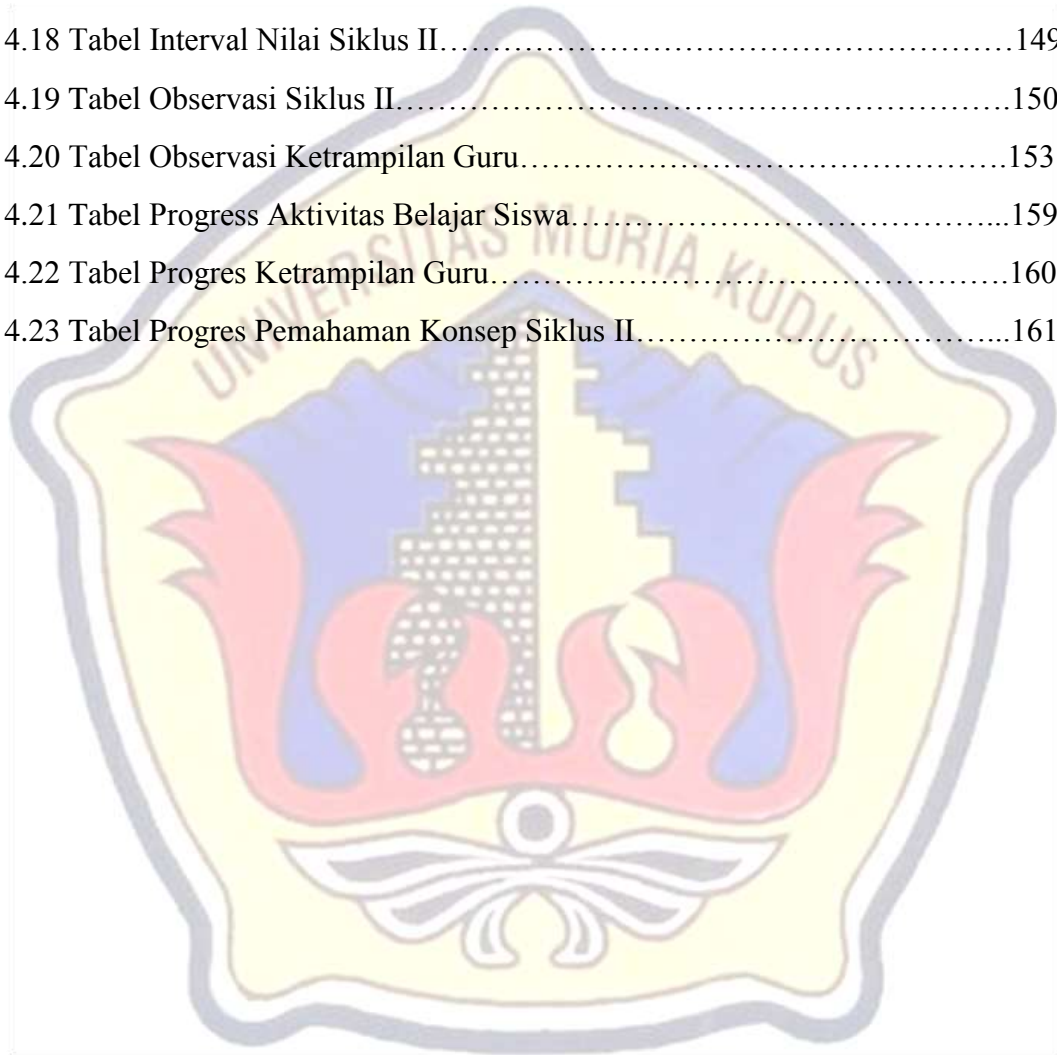 4.18 Tabel Interval Nilai Siklus II……………………………………………149
4.19 Tabel Observasi Siklus II……………………………………………….150
4.20 Tabel Observasi Ketrampilan Guru…………………………………….153
4.21 Tabel Progress Aktivitas Belajar Siswa………………………………...159
4.22 Tabel Progres Ketrampilan Guru……………………………………….160
4.23 Tabel Progres Pemahaman Konsep Siklus II…………………………...161
UNIVERSITAS MURIA KUDUS